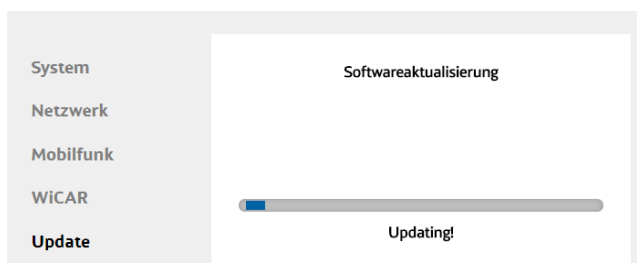 System
Netzwerk
Mobilfunk
WiCAR
Update
Softwareaktualisierung
Updating!